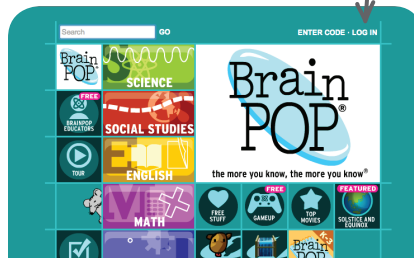 Search GO ENTER CODE · LOG IN
Brain
POP®
SCIENCE
Brain
POP®
the more you know, the more you know®
FREE
BRAINPOP
EDUCATORS
SOCIAL STUDIES
TOUR
ENGLISH
MATH
FREE
STUFF
FREE
GAMEUP
TOP
MOVIES
FEATURED
SOLSTICE AND
EQUINOX
Brain
POP
K-3